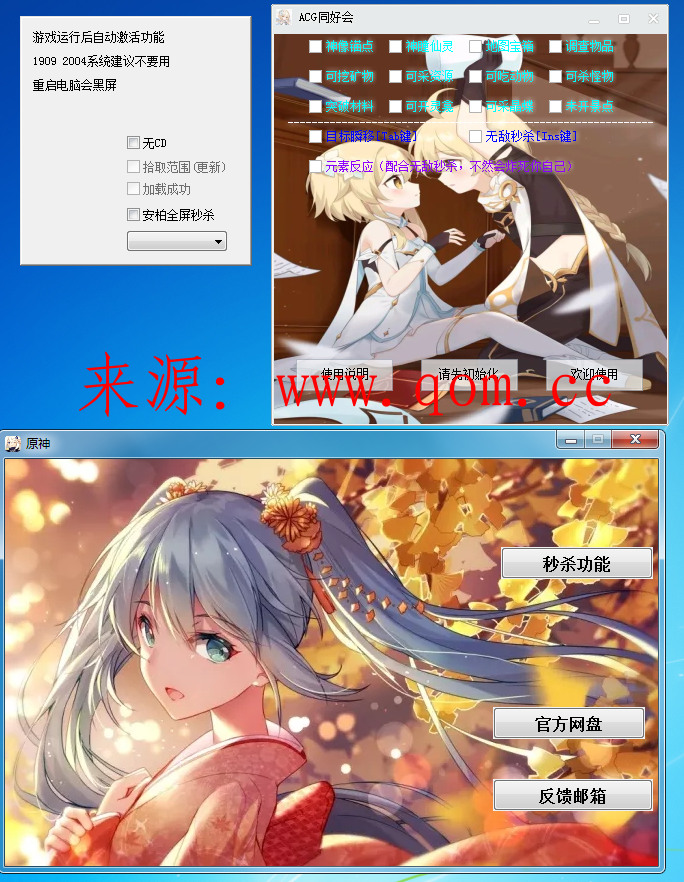 游戏运行后自动激活功能
1909 2004系统建议不要用
重启电脑会黑屏
无CD
拾取范围(更新)
加载成功
安柏全屏秒杀
ACG同好会
神像锚点 神瞳仙灵 地图宝箱 调查物品
可挖矿物 可采资源 可吃动物 可杀怪物
突破材料 可开灵龛 未开景点
目标瞬移[Tab键] 无敌秒杀[Ins键]
元素反应(配合无敌秒杀,不然会炸死你自己)
使用说明 请先初始化 欢迎使用
来源:www.qom.cc
原神
秒杀功能
官方网盘
反馈邮箱